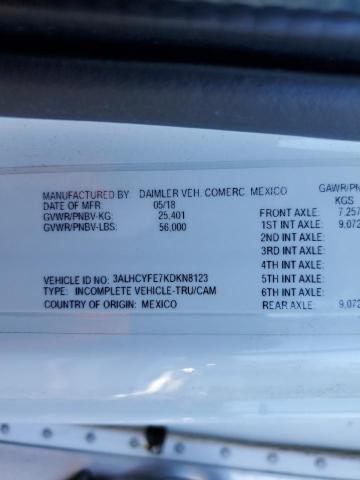 MANUFACTURED BY: DAIMLER VEH. COMERC. MEXICO
DATE OF MFR: 05/18
GVWR/PNBV-KG: 25,401
GVWR/PNBV-LBS: 56,000
VEHICLE ID NO: 3ALHCYFE7KDKN8123
TYPE: INCOMPLETE VEHICLE-TRU/CAM
COUNTRY OF ORIGIN: MEXICO
GAWR/PN
KGS
FRONT AXLE: 7,257
1ST INT AXLE: 9,072
2ND INT AXLE:
3RD INT AXLE:
4TH INT AXLE:
5TH INT AXLE:
6TH INT AXLE:
REAR AXLE: 9,072